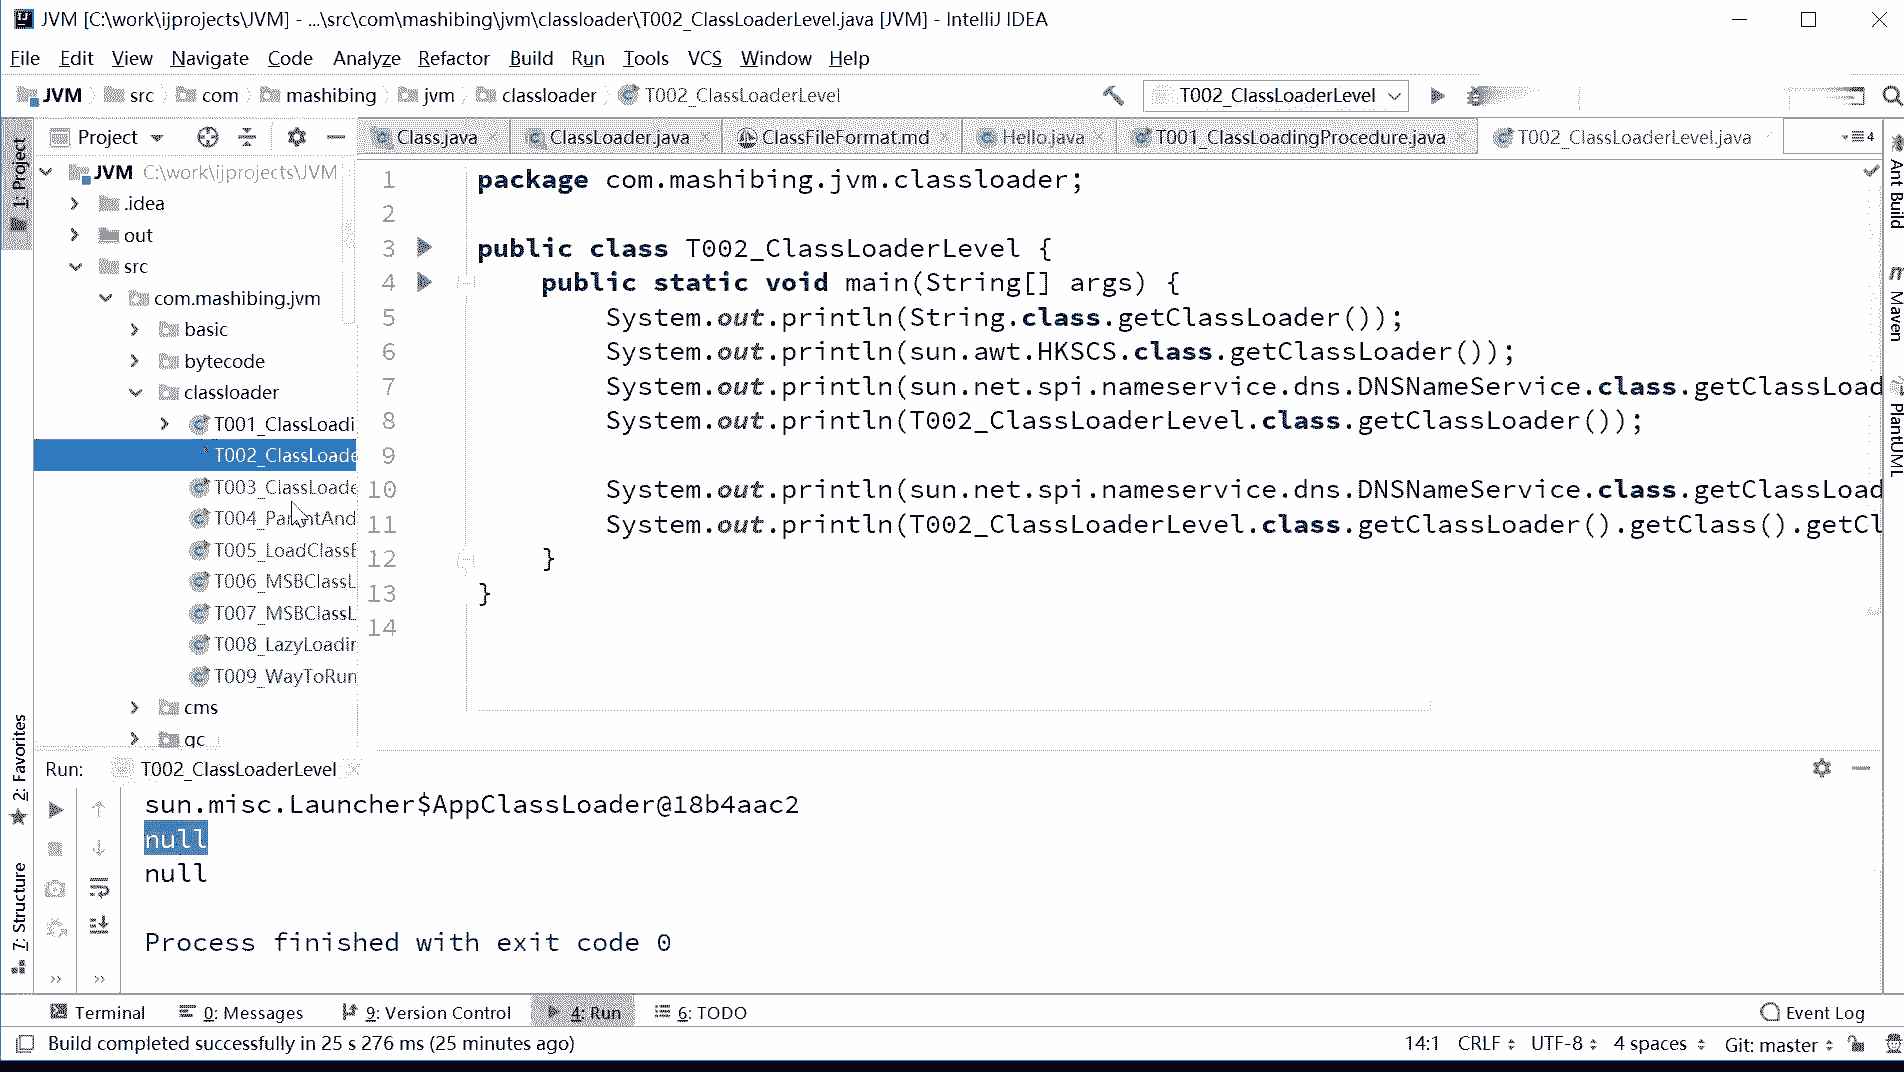 JVM [C:\work\ijprojects\JVM] - ...\src\com\mashibing\jvm\classloader\T002_ClassLoaderLevel.java [JVM] - IntelliJ IDEA
File Edit View Navigate Code Analyze Refactor Build Run Tools VCS Window Help
JVM src com mashibing jvm classloader T002_ClassLoaderLevel T002_ClassLoaderLevel
Project Class.java ClassLoader.java ClassFileFormat.md Hello.java T001_ClassLoadingProcedure.java T002_ClassLoaderLevel.java 4
1: Project
JVM C:\work\ijprojects\JVM
.idea
out
src
com.mashibing.jvm
basic
bytecode
classloader
T001_ClassLoadi
T002_ClassLoade
T003_ClassLoade
T004_ParentAnd
T005_LoadClassB
T006_MSBClassL
T007_MSBClassL
T008_LazyLoadin
T009_WayToRun
cms
gc
1 package com.mashibing.jvm.classloader;
2
3 public class T002_ClassLoaderLevel {
4 public static void main(String[] args) {
5 System.out.println(String.class.getClassLoader());
6 System.out.println(sun.awt.HKSCS.class.getClassLoader());
7 System.out.println(sun.net.spi.nameservice.dns.DNSNameService.class.getClassLoad
8 System.out.println(T002_ClassLoaderLevel.class.getClassLoader());
9
10 System.out.println(sun.net.spi.nameservice.dns.DNSNameService.class.getClassLoad
11 System.out.println(T002_ClassLoaderLevel.class.getClassLoader().getClass().getCl
12 }
13 }
14
Ant Build
Maven
PlantUML
2: Favorites
7: Structure
Run: T002_ClassLoaderLevel
sun.misc.Launcher$AppClassLoader@18b4aac2
null
null
Process finished with exit code 0
Terminal 0: Messages 9: Version Control 4: Run 6: TODO Event Log
Build completed successfully in 25 s 276 ms (25 minutes ago) 14:1 CRLF UTF-8 4 spaces Git: master